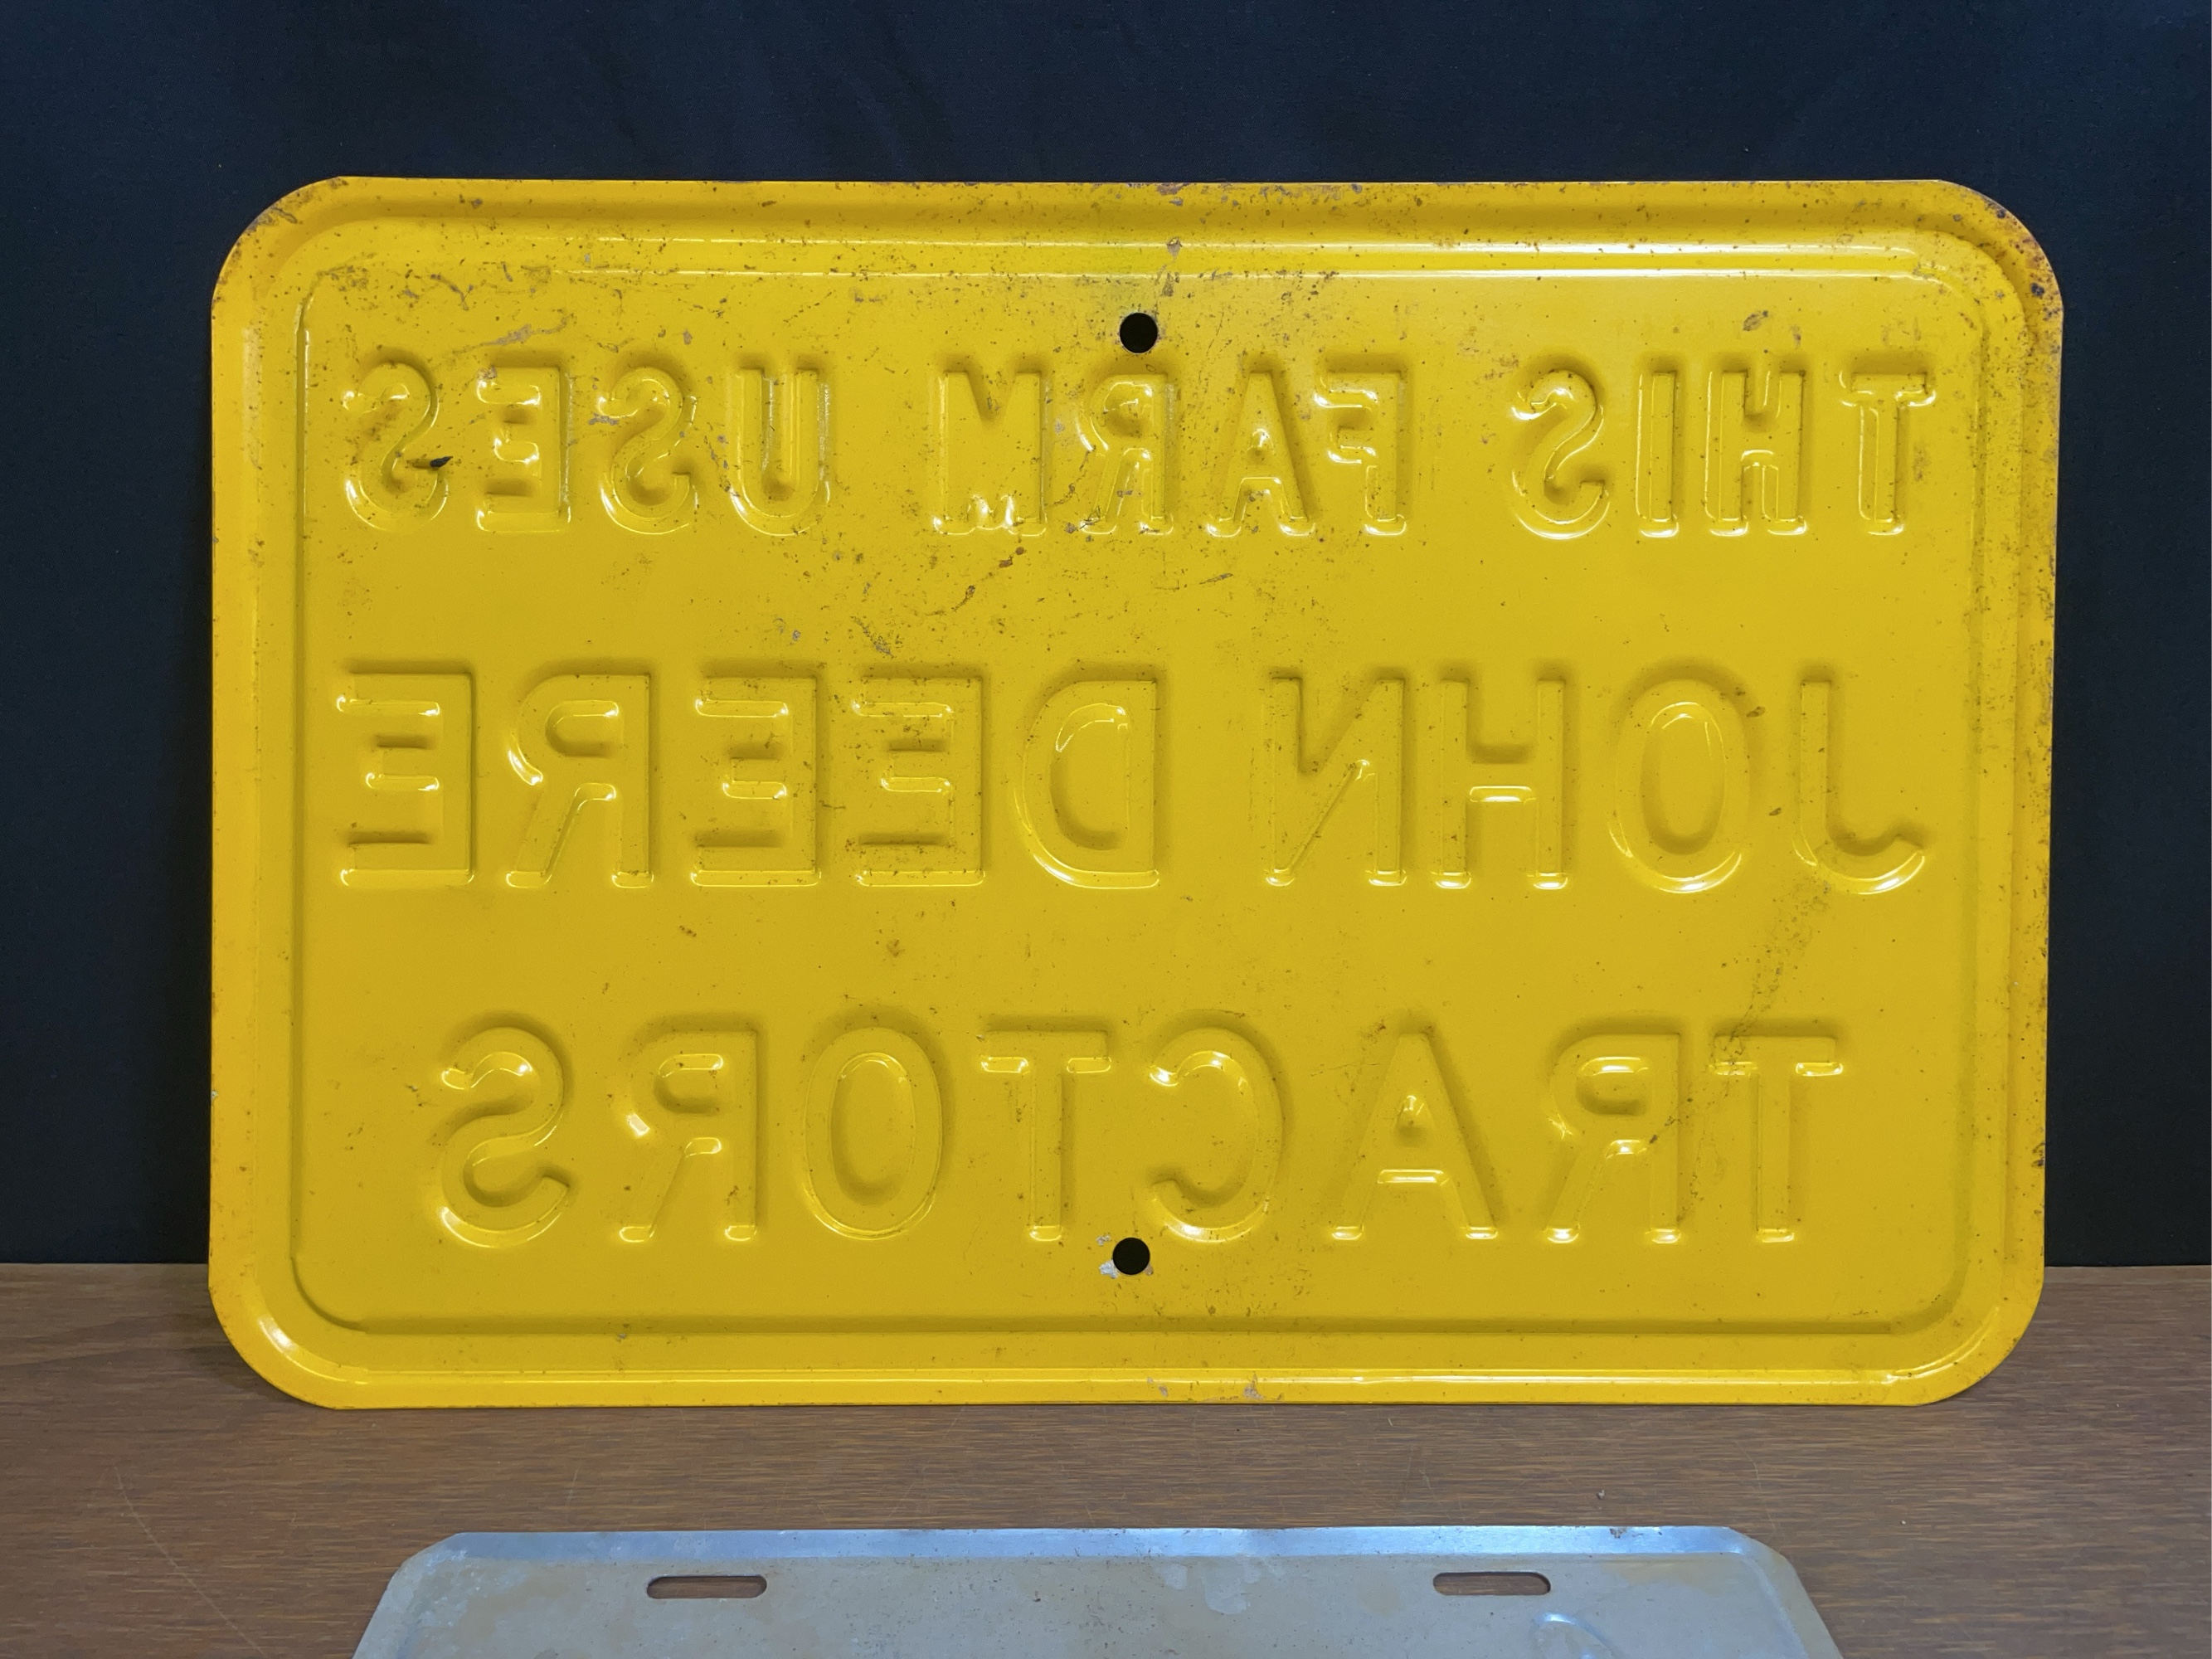 THIS FARM USES
JOHN DEERE
TRACTORS